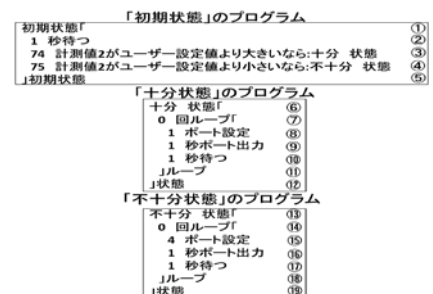 「初期状態」のプログラム
初期状態「 ①
1 秒待つ ②
74 計測値2がユーザー設定値より大きいなら:十分 状態 ③
75 計測値2がユーザー設定値より小さいなら:不十分 状態 ④
」初期状態 ⑤
「十分状態」のプログラム
十分 状態「 ⑥
0 回ループ「 ⑦
1 ポート設定 ⑧
1 秒ポート出力 ⑨
1 秒待つ ⑩
」ループ ⑪
」状態 ⑫
「不十分状態」のプログラム
不十分 状態「 ⑬
0 回ループ「 ⑭
4 ポート設定 ⑮
1 秒ポート出力 ⑯
1 秒待つ ⑰
」ループ ⑱
」状態 ⑲